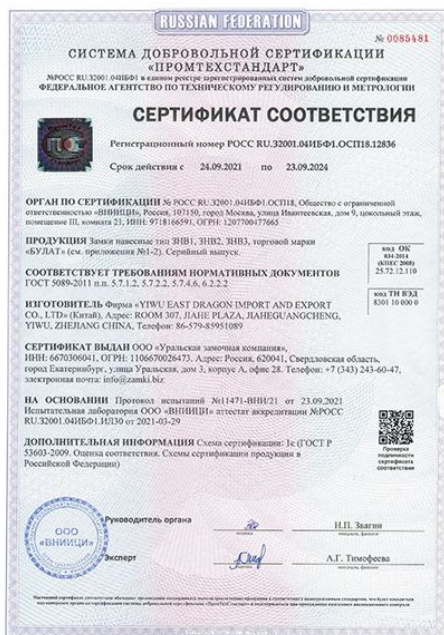 RUSSIAN FEDERATION
№ 0085481
СИСТЕМА ДОБРОВОЛЬНОЙ СЕРТИФИКАЦИИ
«ПРОМТЕХСТАНДАРТ»
№РОСС RU.32001.04ИБФ1 в едином реестре зарегистрированных систем добровольной сертификации
ФЕДЕРАЛЬНОЕ АГЕНТСТВО ПО ТЕХНИЧЕСКОМУ РЕГУЛИРОВАНИЮ И МЕТРОЛОГИИ
СЕРТИФИКАТ СООТВЕТСТВИЯ
Регистрационный номер РОСС RU.32001.04ИБФ1.ОСП18.12836
Срок действия с 24.09.2021 по 23.09.2024
ОРГАН ПО СЕРТИФИКАЦИИ № РОСС RU.32001.04ИБФ1.ОСП18, Общество с ограниченной
ответственностью «ВНИИЦИ», Россия, 107150, город Москва, улица Ивантеевская, дом 9, цокольный этаж,
помещение III, комната 21, ИНН: 9718166591, ОГРН: 1207700477665
ПРОДУКЦИЯ Замки навесные тип ЗНВ1, ЗНВ2, ЗНВ3, торговой марки
«БУЛАТ» (см. приложения №1-2). Серийный выпуск.
код ОК
034-2014
(КПЕС 2008)
25.72.12.110
СООТВЕТСТВУЕТ ТРЕБОВАНИЯМ НОРМАТИВНЫХ ДОКУМЕНТОВ
ГОСТ 5089-2011 п.п. 5.7.1.2, 5.7.2.2, 5.7.4.6, 6.2.2.2
код ТН ВЭД
8301 10 000 0
ИЗГОТОВИТЕЛЬ Фирма «YIWU EAST DRAGON IMPORT AND EXPORT
CO., LTD» (Китай), Адрес: ROOM 307, JIAHE PLAZA, JIAHEGUANGCHENG,
YIWU, ZHEJIANG CHINA, Телефон: 86-579-85951089
СЕРТИФИКАТ ВЫДАН ООО «Уральская замочная компания»,
ИНН: 6670306041, ОГРН: 1106670026473. Адрес: Россия, 620041, Свердловская область,
город Екатеринбург, улица Уральская, дом 3, корпус А, офис 28. Телефон: +7 (343) 243-60-47,
электронная почта: info@zamki.biz
НА ОСНОВАНИИ Протокол испытаний №11471-ВНИ/21 от 23.09.2021
Испытательная лаборатория ООО «ВНИИЦИ» аттестат аккредитации №РОСС
RU.32001.04ИБФ1.ИЛ30 от 2021-03-29
ДОПОЛНИТЕЛЬНАЯ ИНФОРМАЦИЯ Схема сертификации: 1с (ГОСТ Р
53603-2009. Оценка соответствия. Схемы сертификации продукции в
Российской Федерации)
Проверка
подлинности
сертификата
соответствия
Руководитель органа
Н.П. Звягин
ООО
«ВНИИЦИ»
Эксперт
А.Г. Тимофеева